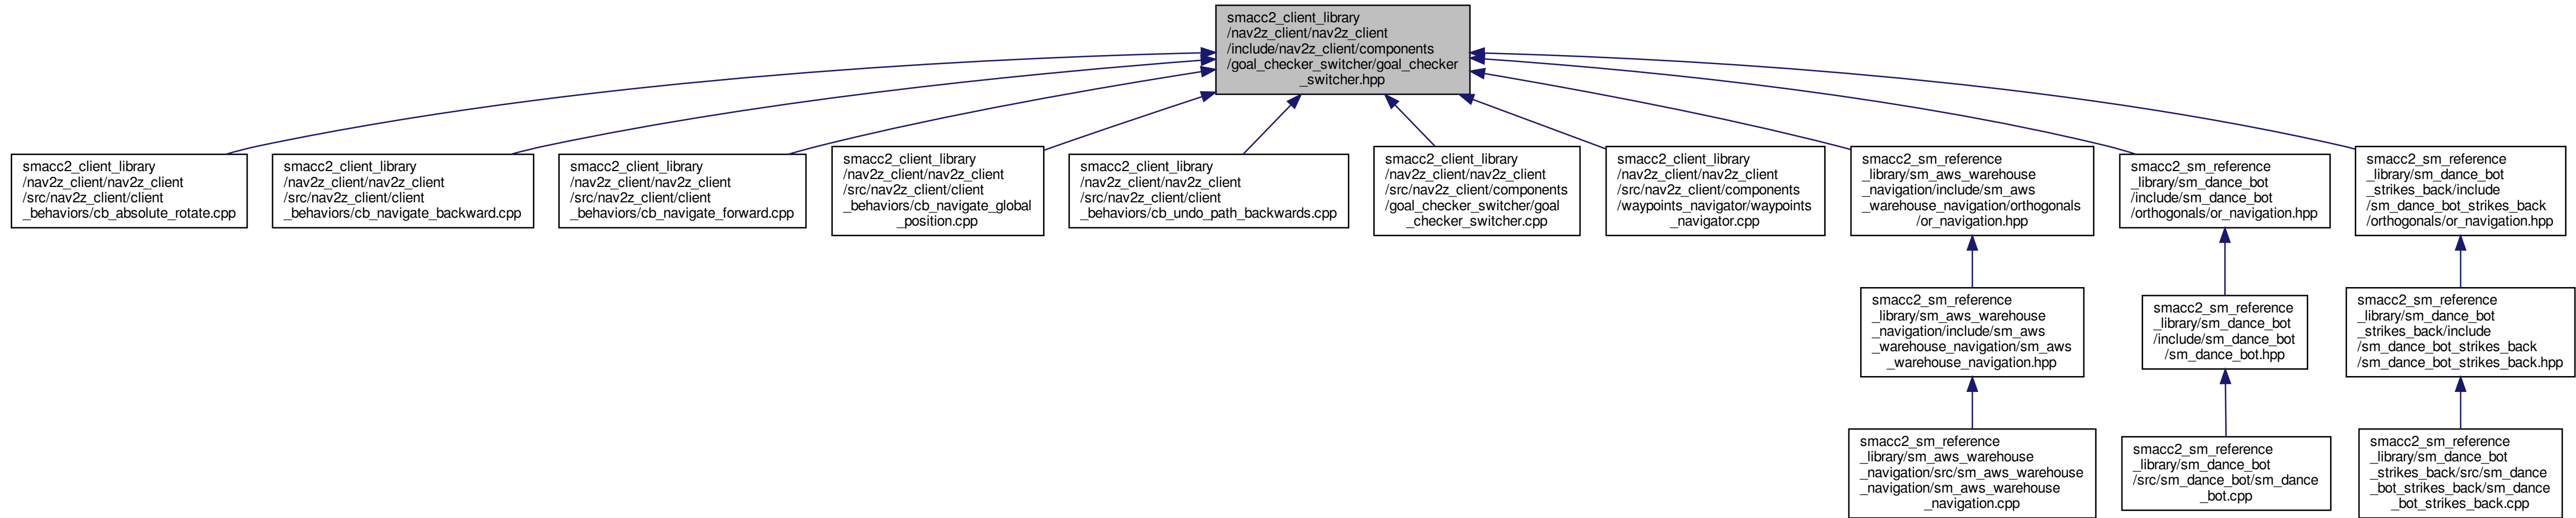 smacc2_client_library
/nav2z_client/nav2z_client
/include/nav2z_client/components
/goal_checker_switcher/goal_checker
_switcher.hpp
smacc2_client_library
/nav2z_client/nav2z_client
/src/nav2z_client/client
_behaviors/cb_absolute_rotate.cpp
smacc2_client_library
/nav2z_client/nav2z_client
/src/nav2z_client/client
_behaviors/cb_navigate_backward.cpp
smacc2_client_library
/nav2z_client/nav2z_client
/src/nav2z_client/client
_behaviors/cb_navigate_forward.cpp
smacc2_client_library
/nav2z_client/nav2z_client
/src/nav2z_client/client
_behaviors/cb_navigate_global
_position.cpp
smacc2_client_library
/nav2z_client/nav2z_client
/src/nav2z_client/client
_behaviors/cb_undo_path_backwards.cpp
smacc2_client_library
/nav2z_client/nav2z_client
/src/nav2z_client/components
/goal_checker_switcher/goal
_checker_switcher.cpp
smacc2_client_library
/nav2z_client/nav2z_client
/src/nav2z_client/components
/waypoints_navigator/waypoints
_navigator.cpp
smacc2_sm_reference
_library/sm_aws_warehouse
_navigation/include/sm_aws
_warehouse_navigation/orthogonals
/or_navigation.hpp
smacc2_sm_reference
_library/sm_dance_bot
/include/sm_dance_bot
/orthogonals/or_navigation.hpp
smacc2_sm_reference
_library/sm_dance_bot
_strikes_back/include
/sm_dance_bot_strikes_back
/orthogonals/or_navigation.hpp
smacc2_sm_reference
_library/sm_aws_warehouse
_navigation/include/sm_aws
_warehouse_navigation/sm_aws
_warehouse_navigation.hpp
smacc2_sm_reference
_library/sm_dance_bot
/include/sm_dance_bot
/sm_dance_bot.hpp
smacc2_sm_reference
_library/sm_dance_bot
_strikes_back/include
/sm_dance_bot_strikes_back
/sm_dance_bot_strikes_back.hpp
smacc2_sm_reference
_library/sm_aws_warehouse
_navigation/src/sm_aws_warehouse
_navigation/sm_aws_warehouse
_navigation.cpp
smacc2_sm_reference
_library/sm_dance_bot
/src/sm_dance_bot/sm_dance
_bot.cpp
smacc2_sm_reference
_library/sm_dance_bot
_strikes_back/src/sm_dance
_bot_strikes_back/sm_dance
_bot_strikes_back.cpp